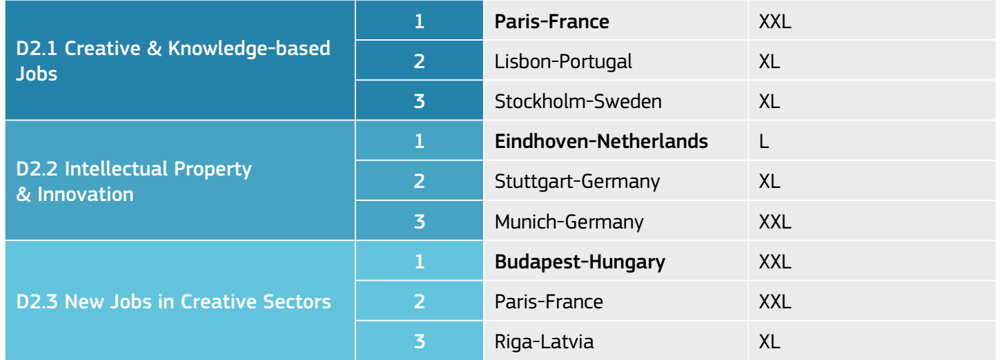 D2.1 Creative & Knowledge-based
Jobs
1 Paris-France XXL
2 Lisbon-Portugal XL
3 Stockholm-Sweden XL
D2.2 Intellectual Property
& Innovation
1 Eindhoven-Netherlands L
2 Stuttgart-Germany XL
3 Munich-Germany XXL
D2.3 New Jobs in Creative Sectors
1 Budapest-Hungary XXL
2 Paris-France XXL
3 Riga-Latvia XL